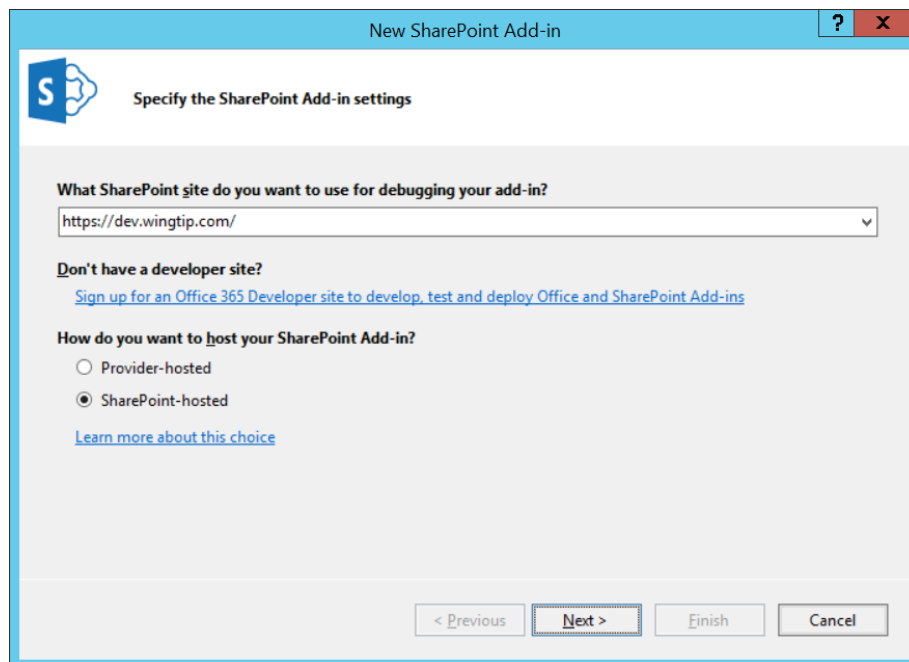 New SharePoint Add-in
?
X
S
Specify the SharePoint Add-in settings
What SharePoint site do you want to use for debugging your add-in?
https://dev.wingtip.com/
Don't have a developer site?
Sign up for an Office 365 Developer site to develop, test and deploy Office and SharePoint Add-ins
How do you want to host your SharePoint Add-in?
Provider-hosted
SharePoint-hosted
Learn more about this choice
< Previous
Next >
Finish
Cancel